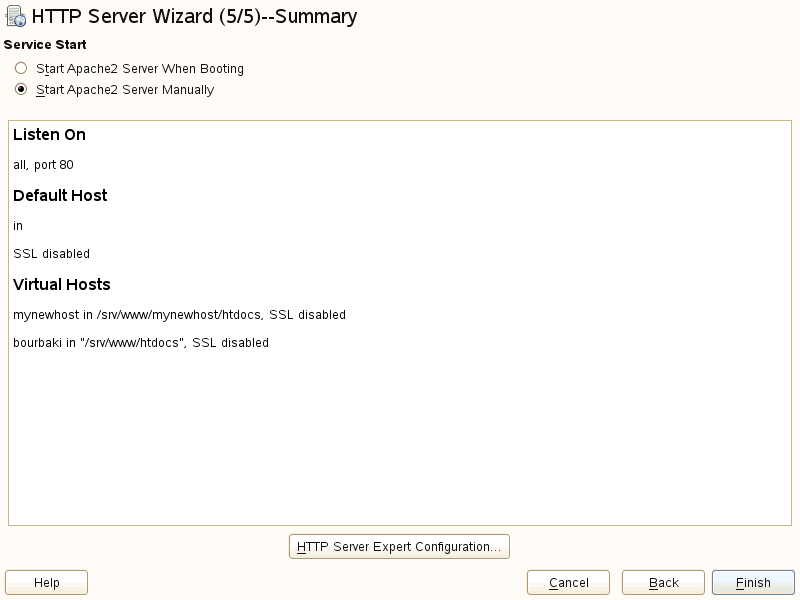 HTTP Server Wizard (5/5)--Summary
Service Start
Start Apache2 Server When Booting
Start Apache2 Server Manually
Listen On
all, port 80
Default Host
in
SSL disabled
Virtual Hosts
mynewhost in /srv/www/mynewhost/htdocs, SSL disabled
bourbaki in "/srv/www/htdocs", SSL disabled
HTTP Server Expert Configuration...
Help
Cancel
Back
Finish